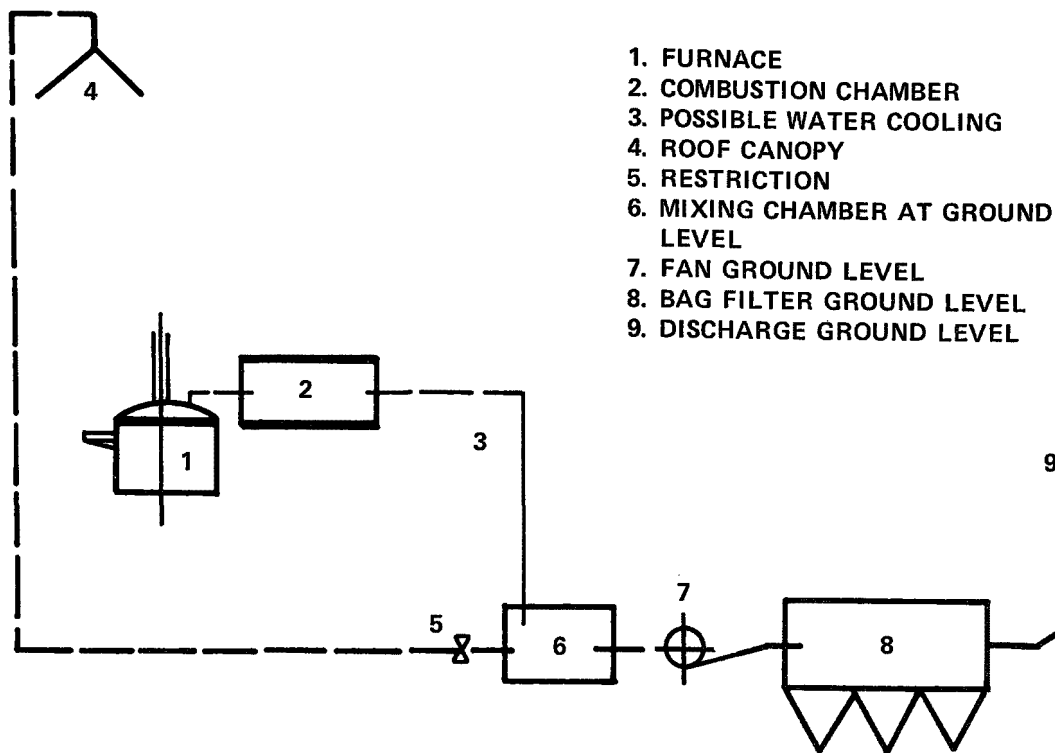 1. FURNACE
2. COMBUSTION CHAMBER
3. POSSIBLE WATER COOLING
4. ROOF CANOPY
5. RESTRICTION
6. MIXING CHAMBER AT GROUND
LEVEL
7. FAN GROUND LEVEL
8. BAG FILTER GROUND LEVEL
9. DISCHARGE GROUND LEVEL
4
2
3
1
9
7
5
6
8